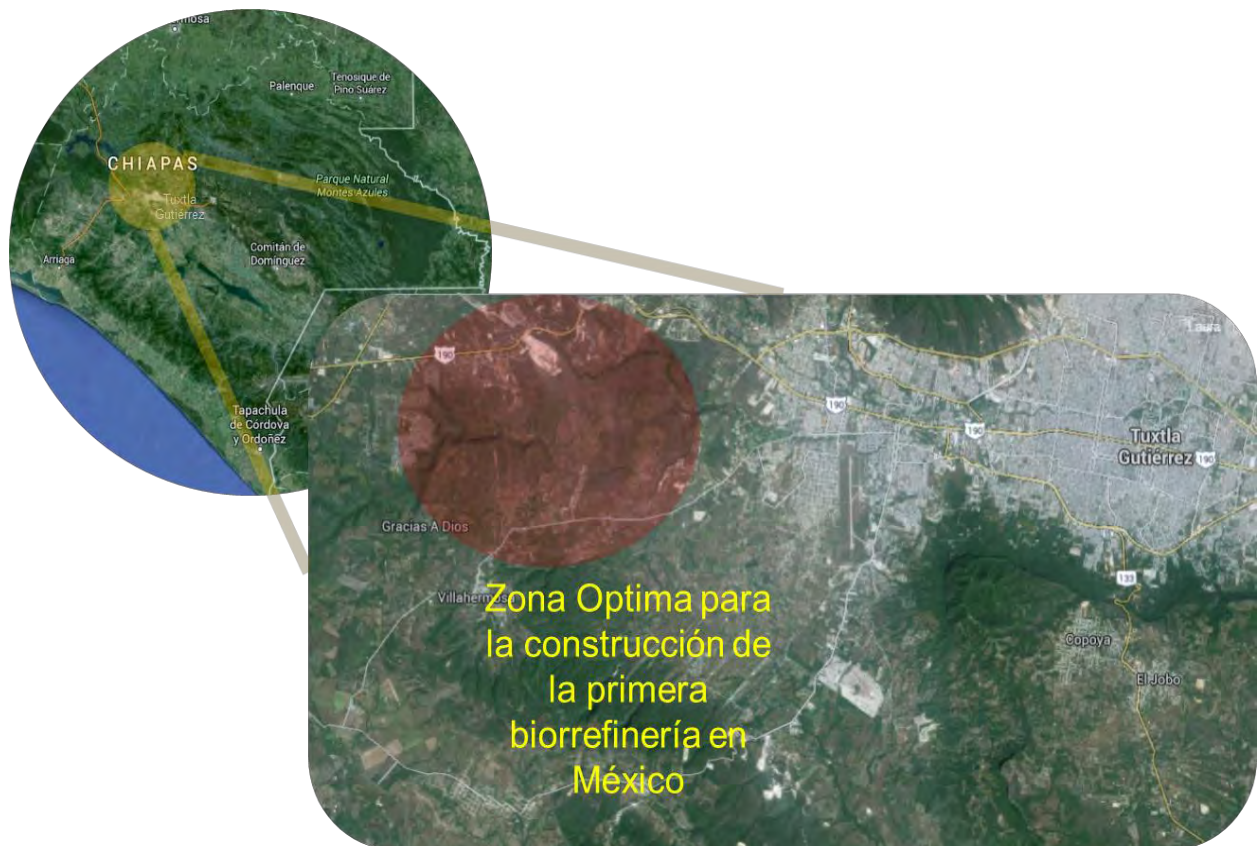 mosa
Palenque
Tenosique de
Pino Suárez
CHIAPAS
Parque Natural
Montes Azules
Tuxtla
Gutiérrez
Comitán de
Domínguez
Arriaga
Tapachula
de Córdova
y Ordoñez
190
Laura
190
190
Tuxtla
Gutiérrez
190
Gracias A Dios
133
Villahermosa
Copoya
El Jobo
Zona Optima para
la construcción de
la primera
biorrefinería en
México